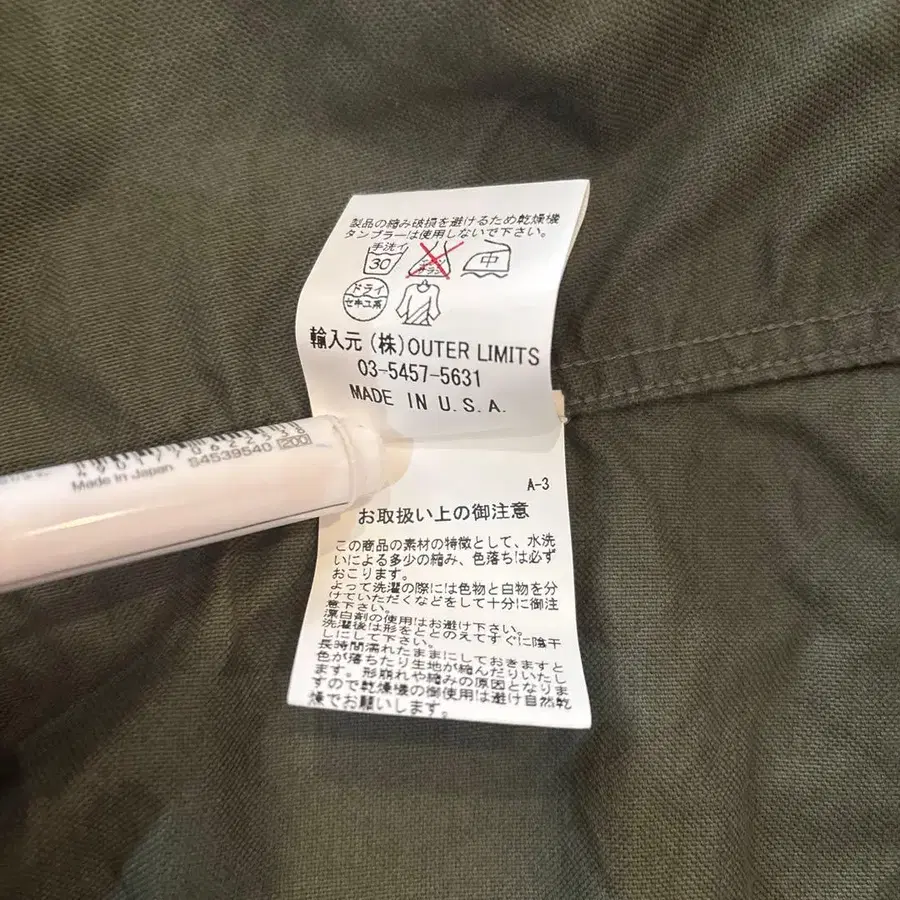 製品の縮み破損を避けるため乾燥機
タンブラーは使用しないで下さい。
手洗イ
30
エンソ
サラシ
中
ドライ
セキユ系
輸入元 (株)OUTER LIMITS
03-5457-5631
MADE IN U.S.A.
Made in Japan S4539540 200
A-3
お取扱い上の御注意
この商品の素材の特徴として、水洗
いによる多少の縮み、色落ちは必ず
おこります。
よって洗濯の際には色物と白物を分
けていただくなどをして十分に御注
意下さい。
漂白剤の使用はお避け下さい。
洗濯後は形をととのえてすぐに陰干
しにして下さい。
長時間濡れたままにしておきますと
色が落ちたり生地が縮んだりいたし
ます。形崩れや縮みの原因となりま
すので乾燥機の御使用は避け自然乾
燥でお願いします。